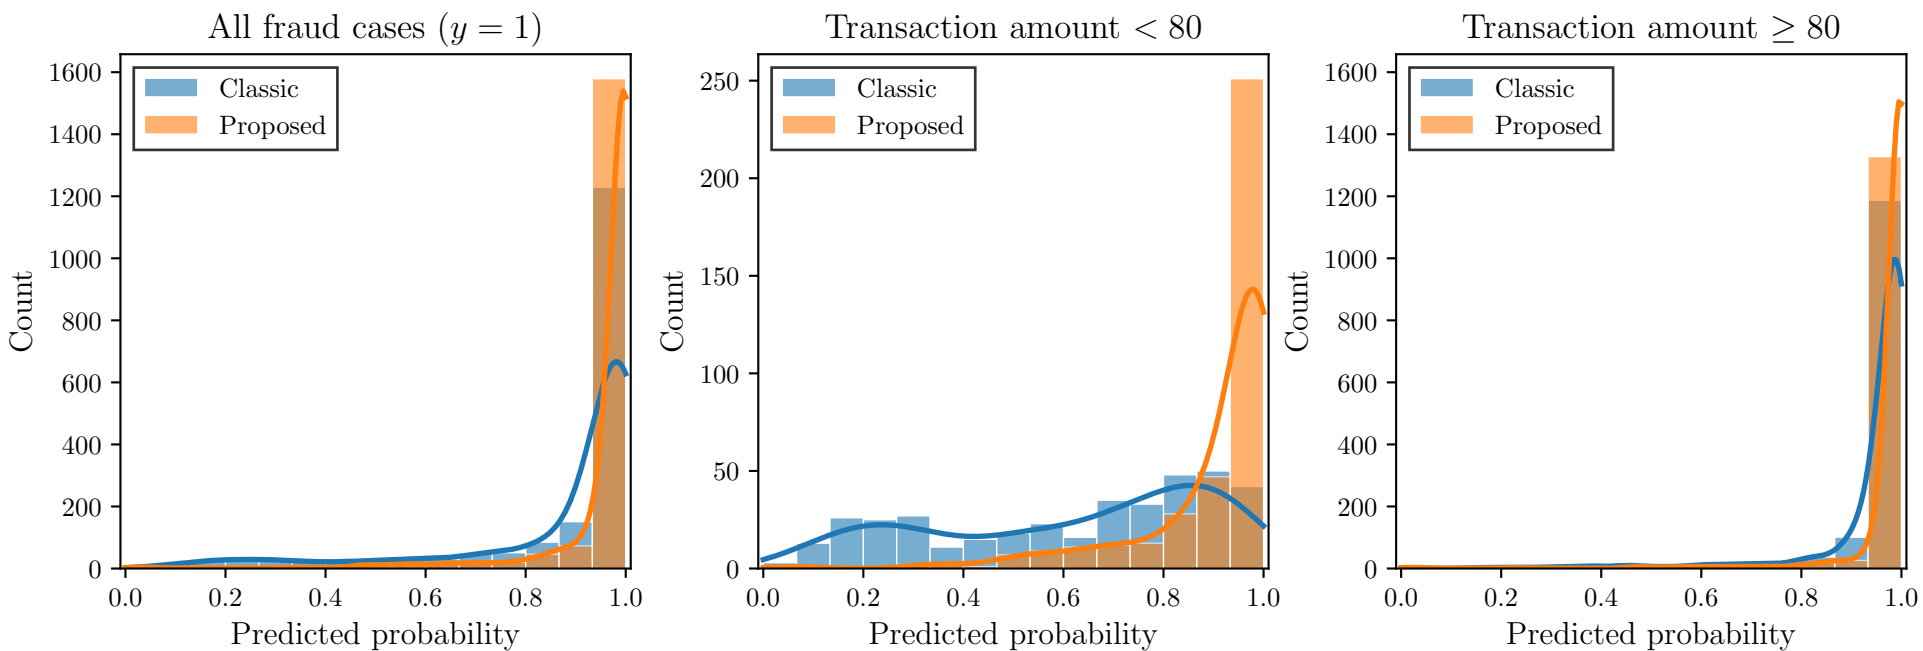 All fraud cases (y = 1)
1600
1400
1200
1000
800
600
400
200
0
0.0 0.2 0.4 0.6 0.8 1.0
Count
Predicted probability
Classic
Proposed
Transaction amount < 80
250
200
150
100
50
0
0.0 0.2 0.4 0.6 0.8 1.0
Count
Predicted probability
Classic
Proposed
Transaction amount ≥ 80
1600
1400
1200
1000
800
600
400
200
0
0.0 0.2 0.4 0.6 0.8 1.0
Count
Predicted probability
Classic
Proposed